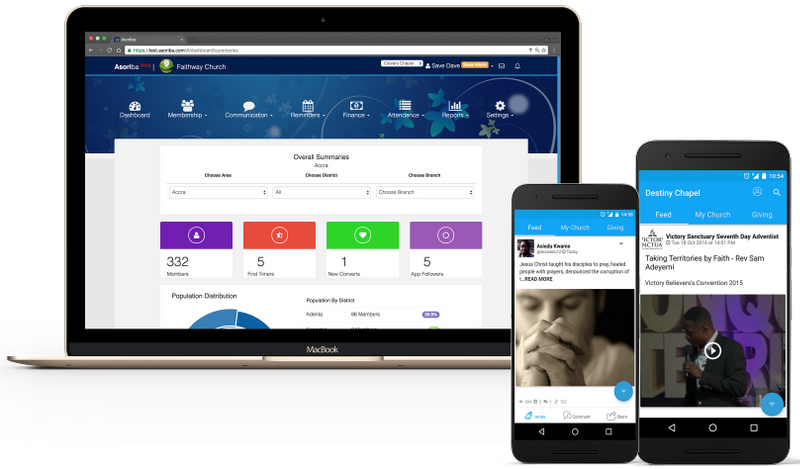 Asoriba
https://test.asoriba.com/#/dashboard/summaries
Asoriba beta | Faithway Church
Calvary Chapel
Save Dave
Super Admin
Dashboard
Membership
Communication
Reminders
Finance
Attendance
Reports
Settings
Overall Summaries
Accra
Choose Area
Choose District
Choose Branch
Accra
All
Choose Branch
332
Members
5
First Timers
1
New Converts
5
App Followers
Population Distribution
Population By District
Adenta
86 Members
25.9%
MacBook
Feed
My Church
Giving
Asiedu Kwame
Today
Jesus Christ taught his disciples to pray, healed
people with prayers, denounced the corruption of
t...READ MORE
Comment
Share
10:54
Destiny Chapel
Feed
My Church
Giving
Victory Sanctuary Seventh Day Adventist
Tue 18 Oct 2016 at 14:01 PM
Taking Territories by Faith - Rev Sam
Adeyemi
Victory Believers's Convention 2015